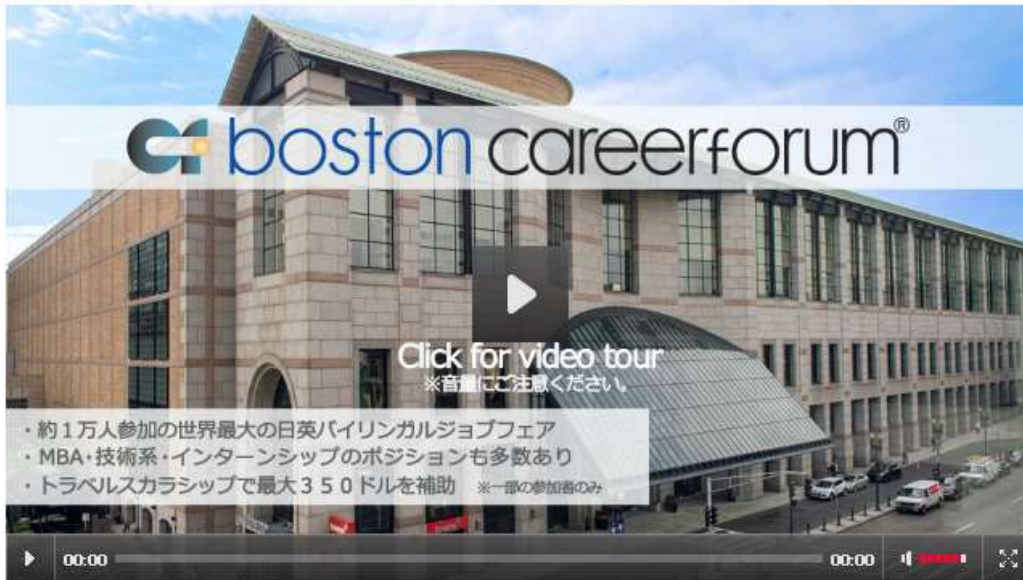 boston careerforum®
Click for video tour
※音量にご注意ください。
・約1万人参加の世界最大の日英バイリンガルジョブフェア
・MBA・技術系・インターンシップのポジションも多数あり
・トラベルスカラシップで最大350ドルを補助 ※一部の参加者のみ
00:00 00:00